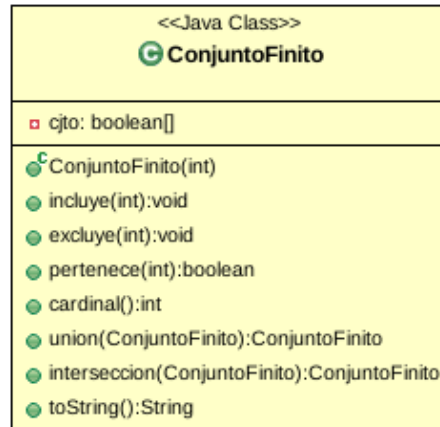 <<Java Class>>
C ConjuntoFinito
cjto: boolean[]
C ConjuntoFinito(int)
incluye(int):void
excluye(int):void
pertenece(int):boolean
cardinal():int
union(ConjuntoFinito):ConjuntoFinito
interseccion(ConjuntoFinito):ConjuntoFinito
toString():String